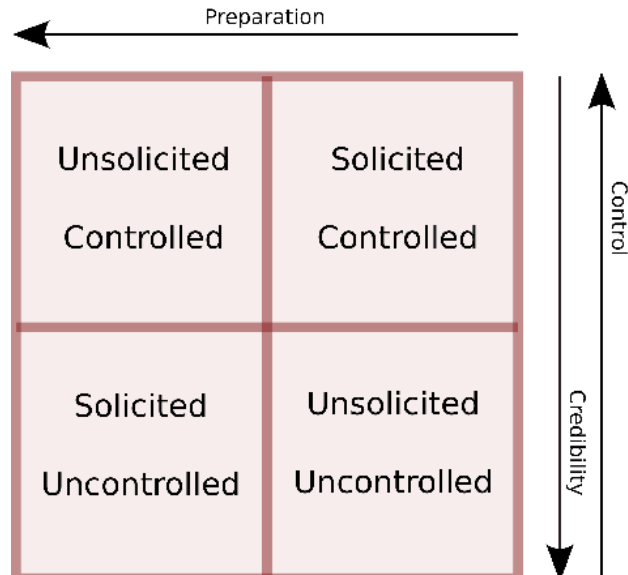 Preparation
Unsolicited
Controlled
Solicited
Controlled
Solicited
Uncontrolled
Unsolicited
Uncontrolled
Credibility
Control